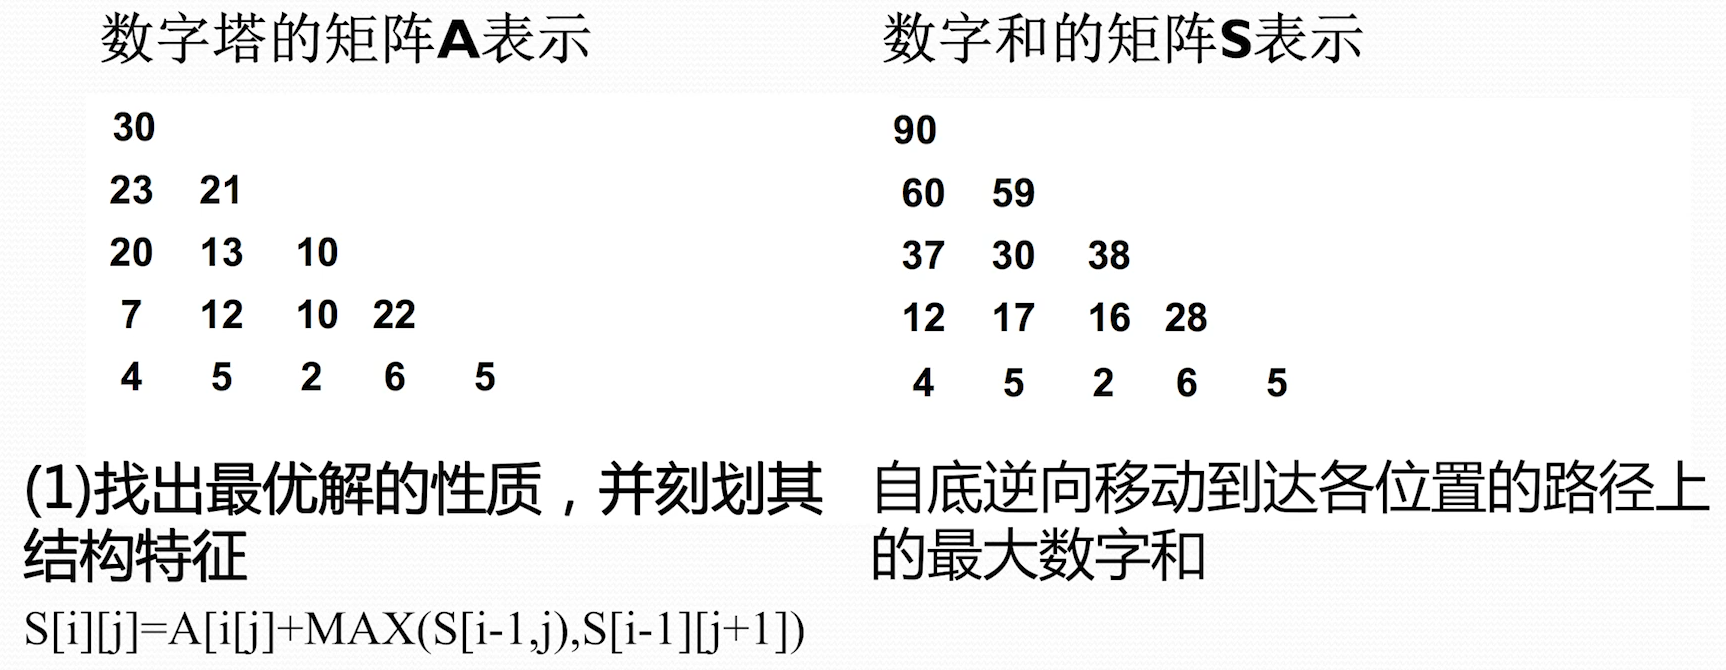 数字塔的矩阵A表示
30
23 21
20 13 10
7 12 10 22
4 5 2 6 5
(1)找出最优解的性质，并刻划其
结构特征
S[i][j]=A[i[j]+MAX(S[i-1,j),S[i-1][j+1])
数字和的矩阵S表示
90
60 59
37 30 38
12 17 16 28
4 5 2 6 5
自底逆向移动到达各位置的路径上
的最大数字和